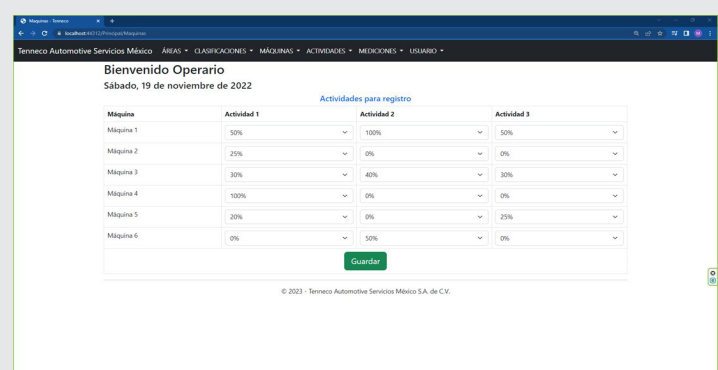 Maquinas - Tenneco
localhost:44312/Principal/Maquinas
Tenneco Automotive Servicios México ÁREAS CLASIFICACIONES MÁQUINAS ACTIVIDADES MEDICIONES USUARIO
Bienvenido Operario
Sábado, 19 de noviembre de 2022
Actividades para registro
Máquina Actividad 1 Actividad 2 Actividad 3
Máquina 1 50% 100% 50%
Máquina 2 25% 0% 0%
Máquina 3 30% 40% 30%
Máquina 4 100% 0% 0%
Máquina 5 20% 0% 25%
Máquina 6 0% 50% 0%
Guardar
© 2023 - Tenneco Automotive Servicios México S.A. de C.V.